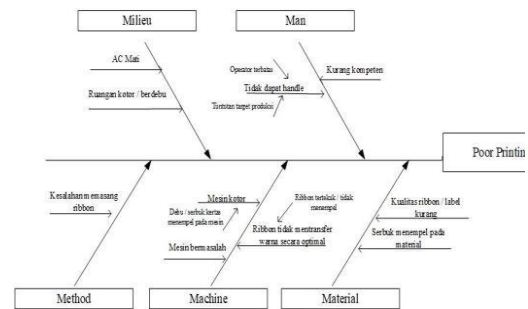 Milieu
Man
AC Mati
Operator terbatas
Kurang kompeten
Tidak dapat handle
Ruangan kotor / berdebu
Tuntutan target produksi
Poor Printing
Kesalahan memasang
ribbon
Mesin kotor
Debu / serbuk kertas
menempel pada mesin
Ribbon tertekuk / tidak
menempel
Kualitas ribbon / label
kurang
Ribbon tidak mentransfer
warna secara optimal
Serbuk menempel pada
material
Mesin bermasalah
Method
Machine
Material